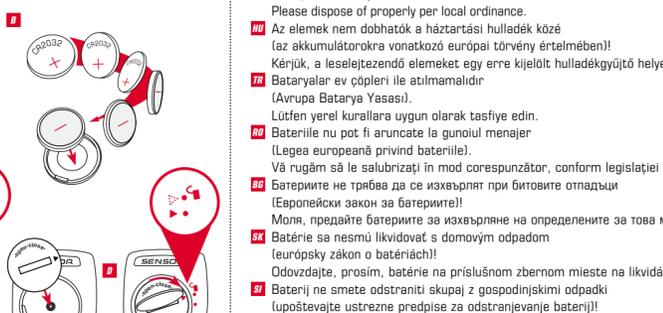 B
CR2032
CR2032
open-close
OR
D
SENSO
open-close
Please dispose of properly per local ordinance.
HU Az elemek nem dobhatók a háztartási hulladék közé
(az akkumulátorokra vonatkozó európai törvény értelmében)!
Kérjük, a leselejtezendő elemeket egy erre kijelölt hulladékgyűjtő
TR Bataryalar ev çöpleri ile atılmamalıdır
(Avrupa Batarya Yasası).
Lütfen yerel kurallara uygun olarak tasfiye edin.
RO Bateriile nu pot fi aruncate la gunoiul menajer
(Legea europeană privind bateriile).
Vă rugăm să le salubrizați în mod corespunzător, conform legislației
BG Батериите не трябва да се изхвърлят при битовите отпадъци
(Европейски закон за батериите)!
Моля, предайте батериите за изхвърляне на определените за това
SK Batérie sa nesmú likvidovať s domovým odpadom
(európsky zákon o batériách)!
Odovzdajte, prosím, batérie na príslušnom zbernom mieste na
SI Baterij ne smete odstraniti skupaj z gospodinjskimi odpadki
(upoštevajte ustrezne predpise za odstranjevanje baterij)!